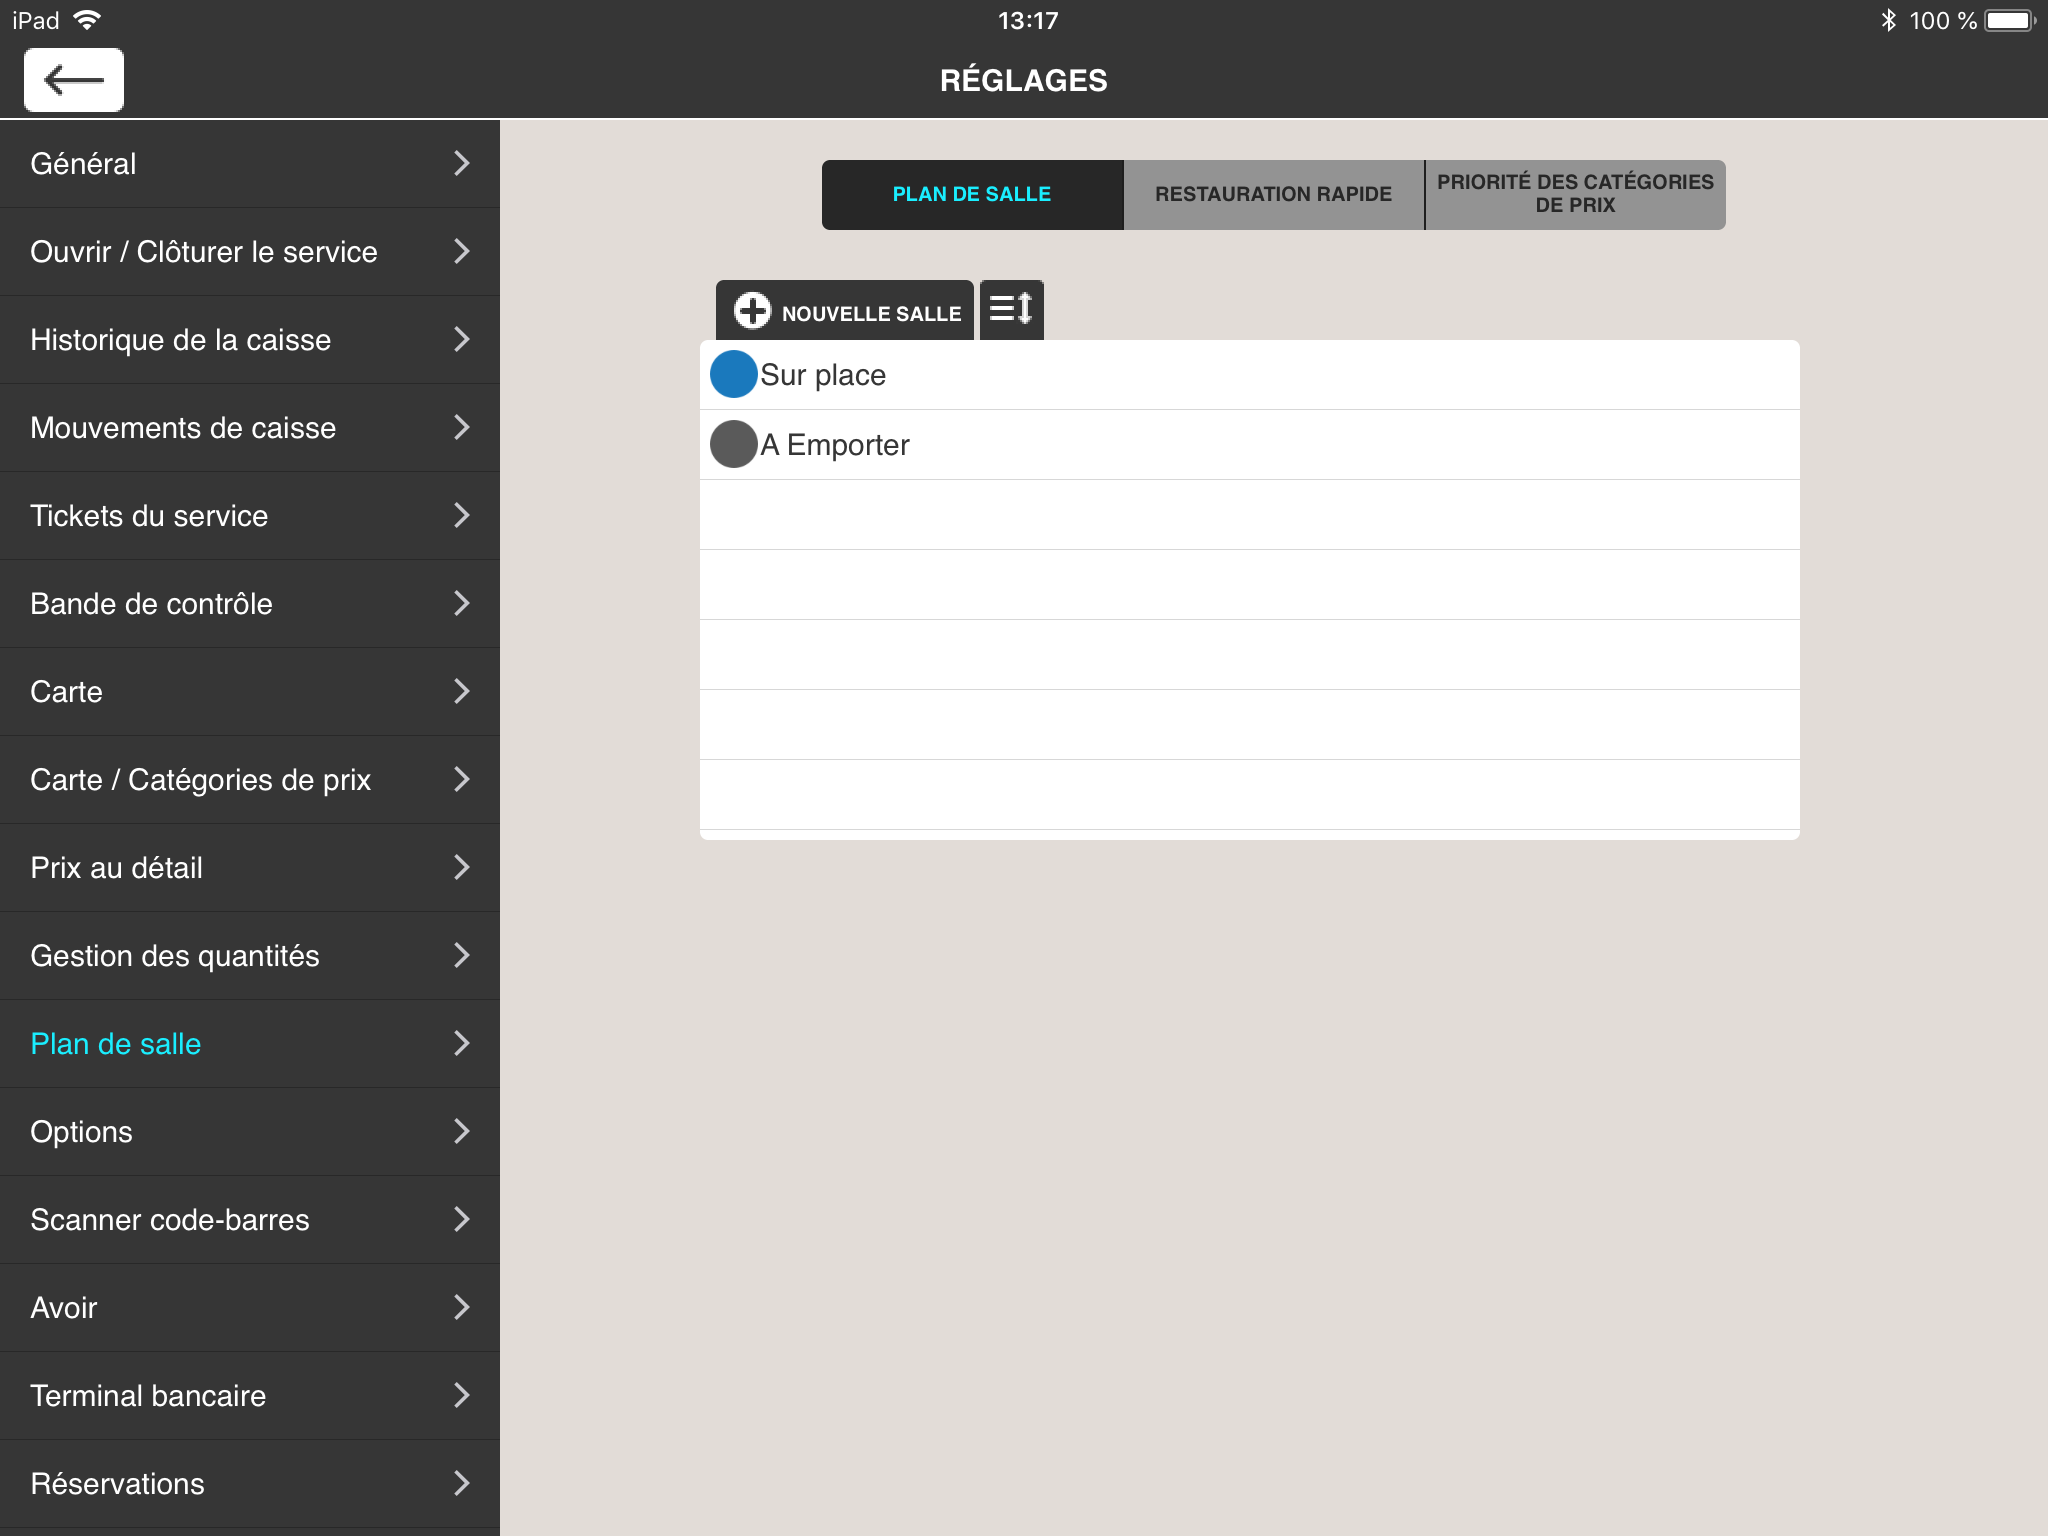 iPad
13:17
100 %
RÉGLAGES
Général
Ouvrir / Clôturer le service
Historique de la caisse
Mouvements de caisse
Tickets du service
Bande de contrôle
Carte
Carte / Catégories de prix
Prix au détail
Gestion des quantités
Plan de salle
Options
Scanner code-barres
Avoir
Terminal bancaire
Réservations
PLAN DE SALLE
RESTAURATION RAPIDE
PRIORITÉ DES CATÉGORIES
DE PRIX
NOUVELLE SALLE
Sur place
A Emporter